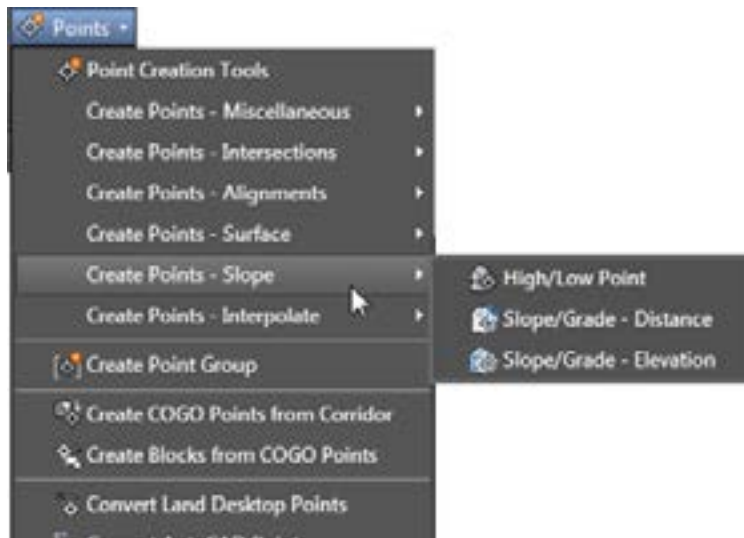 Points
Point Creation Tools
Create Points - Miscellaneous
Create Points - Intersections
Create Points - Alignments
Create Points - Surface
Create Points - Slope
Create Points - Interpolate
Create Point Group
Create COGO Points from Corridor
Create Blocks from COGO Points
Convert Land Desktop Points
High/Low Point
Slope/Grade - Distance
Slope/Grade - Elevation